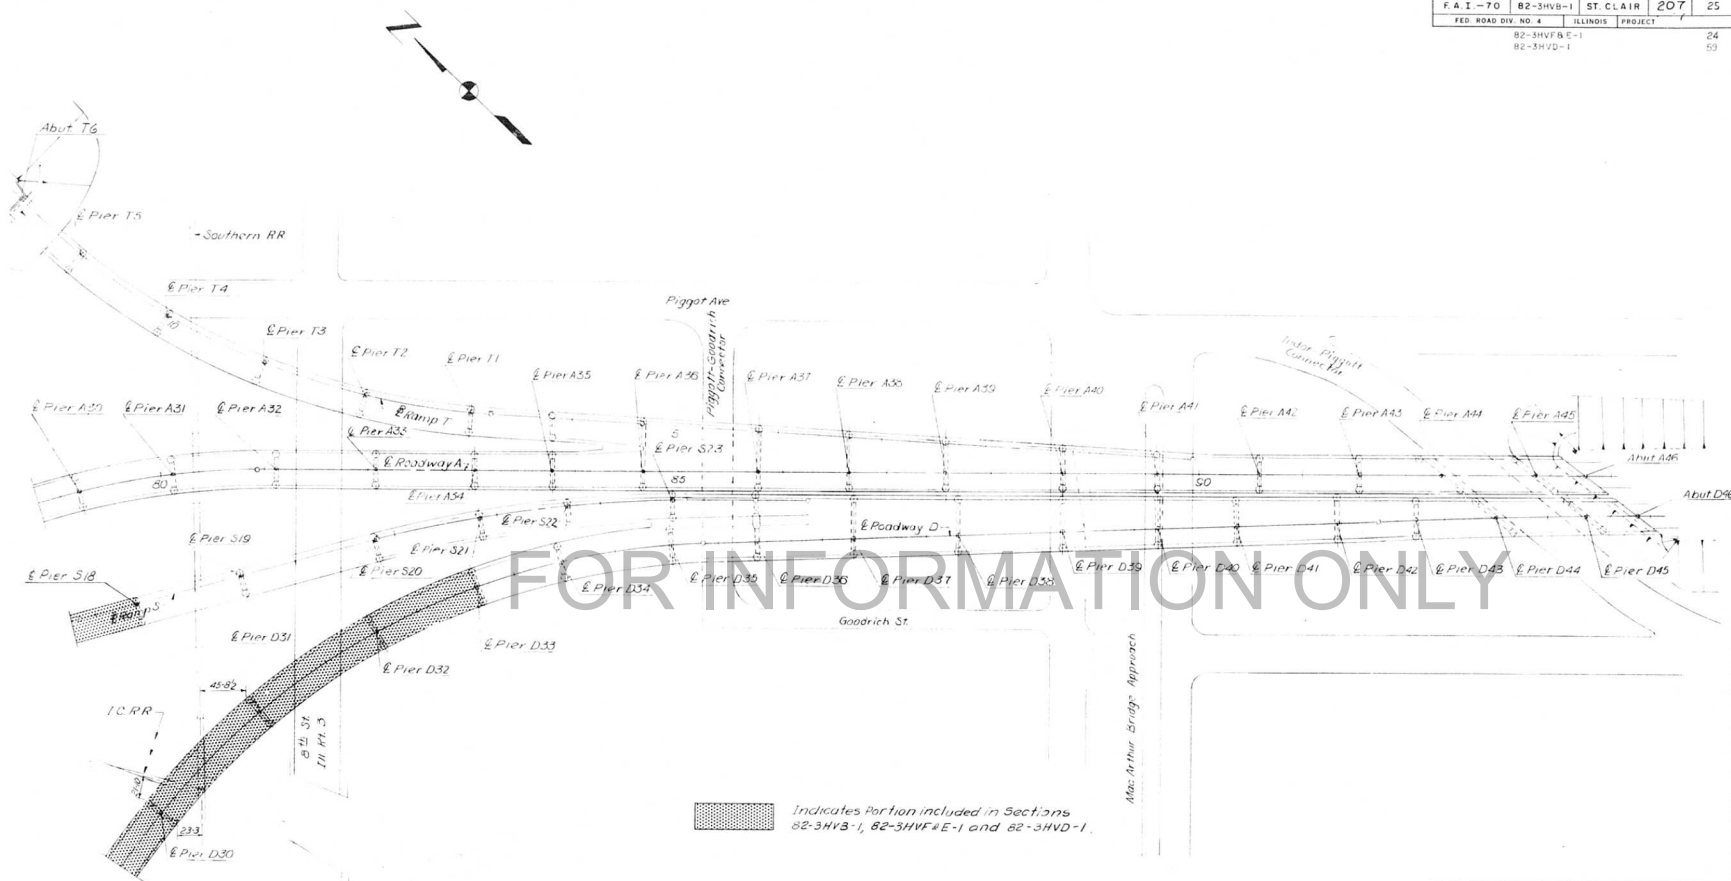 F.A.I.-70 82-3HVB-1 ST. CLAIR 207 25
FED. ROAD DIV. NO. 4 ILLINOIS PROJECT
82-3HVF&E-1 24
82-3HVD-1 59
Abut. T6
℄ Pier T5
Southern RR
℄ Pier T4
Piggot Ave
℄ Pier T3
Piggott-Goodrich
Connector
℄ Pier T2
℄ Pier T1
℄ Pier A35
℄ Pier A36
℄ Pier A37
℄ Pier A38
℄ Pier A39
℄ Pier A40
Piggott
Connector
℄ Pier A30
℄ Pier A31
℄ Pier A32
℄ Ramp T
℄ Pier A33
5
℄ Pier S23
℄ Pier A41
℄ Pier A42
℄ Pier A43
℄ Pier A44
℄ Pier A45
℄ Roadway A
Abut A46
80
85
90
℄ Pier A34
Abut D46
℄ Pier S22
℄ Roadway D
℄ Pier S19
℄ Pier S21
℄ Pier S20
℄ Pier S18
℄ Ramp S
℄ Pier D34
℄ Pier D35
℄ Pier D36
℄ Pier D37
℄ Pier D38
℄ Pier D39
℄ Pier D40
℄ Pier D41
℄ Pier D42
℄ Pier D43
℄ Pier D44
℄ Pier D45
FOR INFORMATION ONLY
Goodrich St.
℄ Pier D31
℄ Pier D33
℄ Pier D32
45-8½
I.C.RR
8th St.
Ill Rt. 3
Mac Arthur Bridge Approach
23-3
℄ Pier D30
Indicates Portion included in Sections
82-3HVB-1, 82-3HVF&E-1 and 82-3HVD-1.